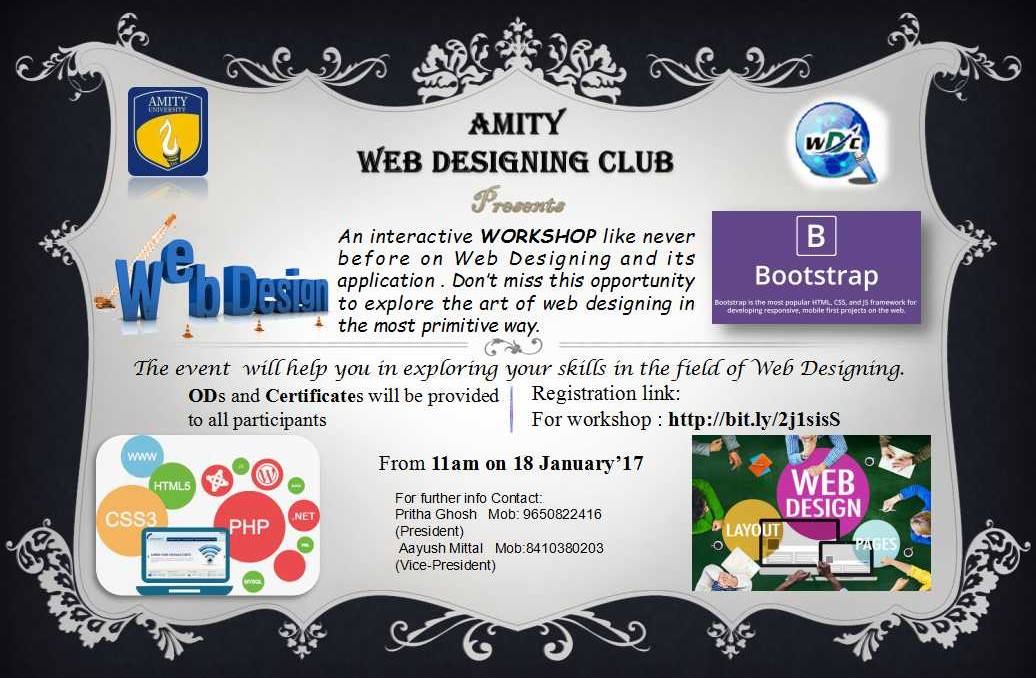 AMITY
UNIVERSITY
AMITY
WEB DESIGNING CLUB
Presents
WDC
Web Design
An interactive WORKSHOP like never
before on Web Designing and its
application . Don't miss this opportunity
to explore the art of web designing in
the most primitive way.
B
Bootstrap
Bootstrap is the most popular HTML, CSS, and JS framework for
developing responsive, mobile first projects on the web.
The event will help you in exploring your skills in the field of Web Designing.
ODs and Certificates will be provided
to all participants
Registration link:
For workshop : http://bit.ly/2j1sisS
WWW
HTML5
CSS3
PHP
.NET
MYSQL
From 11am on 18 January'17
For further info Contact:
Pritha Ghosh Mob: 9650822416
(President)
Aayush Mittal Mob:8410380203
(Vice-President)
WEB
DESIGN
LAYOUT
PAGES